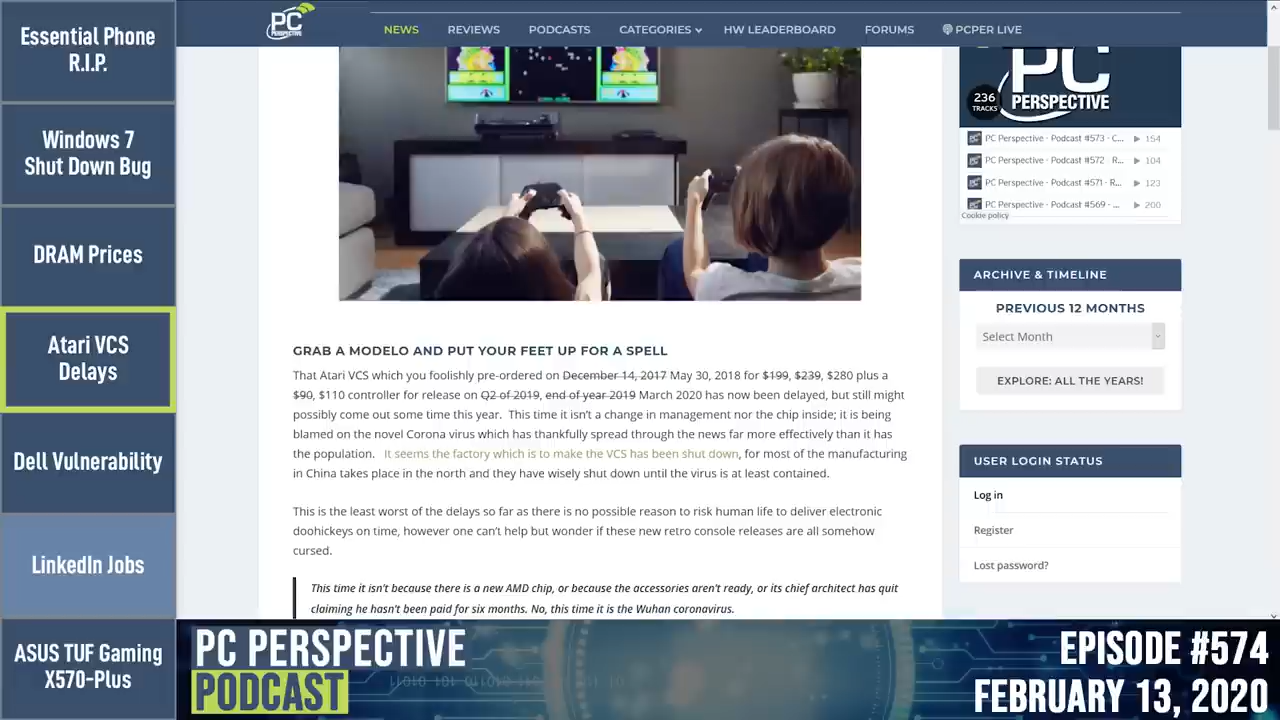 Essential Phone
R.I.P.
Windows 7
Shut Down Bug
DRAM Prices
Atari VCS
Delays
Dell Vulnerability
LinkedIn Jobs
ASUS TUF Gaming
X570-Plus
PC
PERSPECTIVE
NEWS
REVIEWS
PODCASTS
CATEGORIES
HW LEADERBOARD
FORUMS
PCPER LIVE
GRAB A MODELO AND PUT YOUR FEET UP FOR A SPELL
That Atari VCS which you foolishly pre-ordered on December 14, 2017 May 30, 2018 for $199, $239, $280 plus a
$90, $110 controller for release on Q2 of 2019, end of year 2019 March 2020 has now been delayed, but still might
possibly come out some time this year. This time it isn't a change in management nor the chip inside; it is being
blamed on the novel Corona virus which has thankfully spread through the news far more effectively than it has
the population. It seems the factory which is to make the VCS has been shut down, for most of the manufacturing
in China takes place in the north and they have wisely shut down until the virus is at least contained.
This is the least worst of the delays so far as there is no possible reason to risk human life to deliver electronic
doohickeys on time, however one can't help but wonder if these new retro console releases are all somehow
cursed.
This time it isn't because there is a new AMD chip, or because the accessories aren't ready, or its chief architect has quit
claiming he hasn't been paid for six months. No, this time it is the Wuhan coronavirus.
PC
PERSPECTIVE
236
TRACKS
PC Perspective - Podcast #573 - C... 154
PC Perspective - Podcast #572 - R... 104
PC Perspective - Podcast #571 - R... 123
PC Perspective - Podcast #569 - ... 200
Cookie policy
ARCHIVE & TIMELINE
PREVIOUS 12 MONTHS
Select Month
EXPLORE: ALL THE YEARS!
USER LOGIN STATUS
Log in
Register
Lost password?
PC PERSPECTIVE
PODCAST
EPISODE #574
FEBRUARY 13, 2020